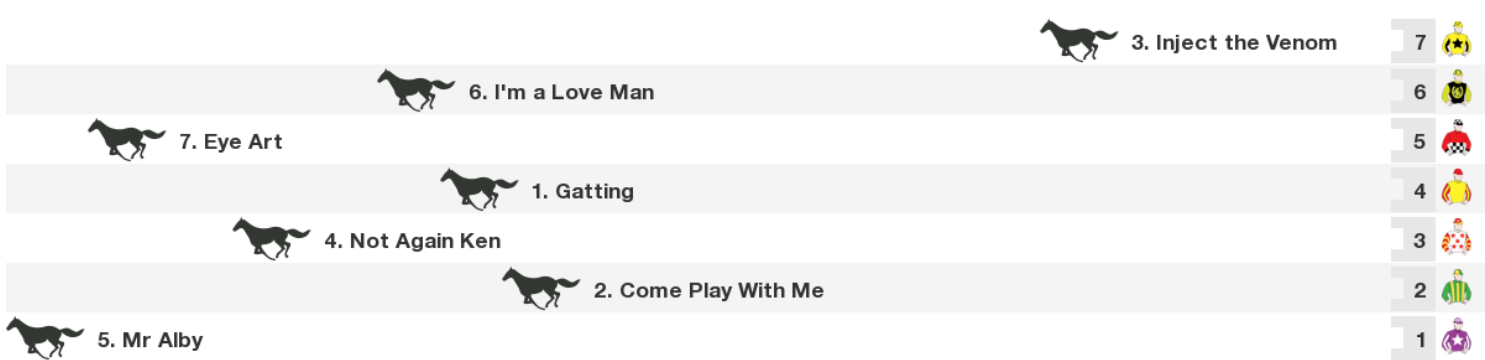 3. Inject the Venom 7
6. I'm a Love Man 6
7. Eye Art 5
1. Gatting 4
4. Not Again Ken 3
2. Come Play With Me 2
5. Mr Alby 1